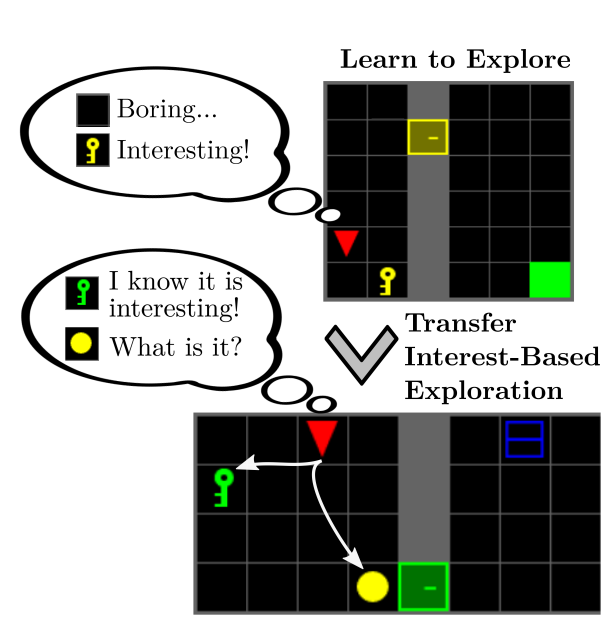 Learn to Explore
Boring...
Interesting!
I know it is
interesting!
What is it?
Transfer
Interest-Based
Exploration